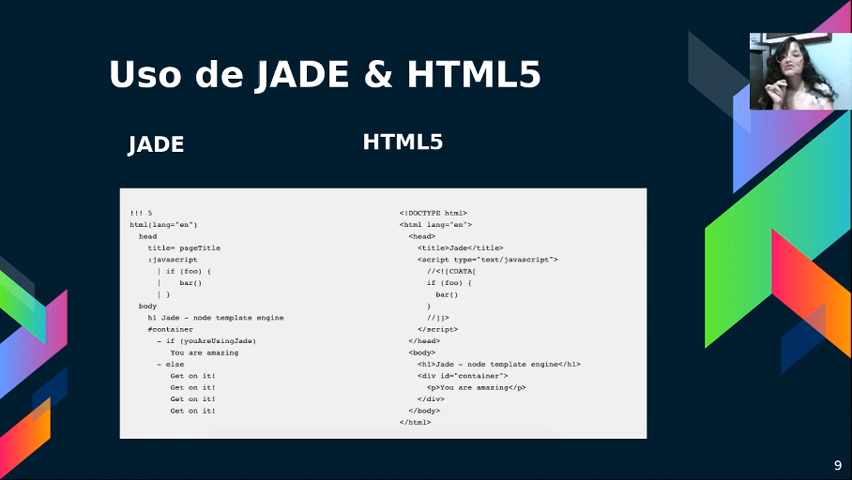 Uso de JADE & HTML5
JADE
HTML5
!!! 5
html(lang="en")
head
title= pageTitle
:javascript
| if (foo) {
|    bar()
| }
body
h1 Jade - node template engine
#container
- if (youAreUsingJade)
You are amazing
- else
Get on it!
Get on it!
Get on it!
Get on it!
<!DOCTYPE html>
<html lang="en">
<head>
<title>Jade</title>
<script type="text/javascript">
//<![CDATA[
if (foo) {
bar()
}
//]]>
</script>
</head>
<body>
<h1>Jade - node template engine</h1>
<div id="container">
<p>You are amazing</p>
</div>
</body>
</html>
9